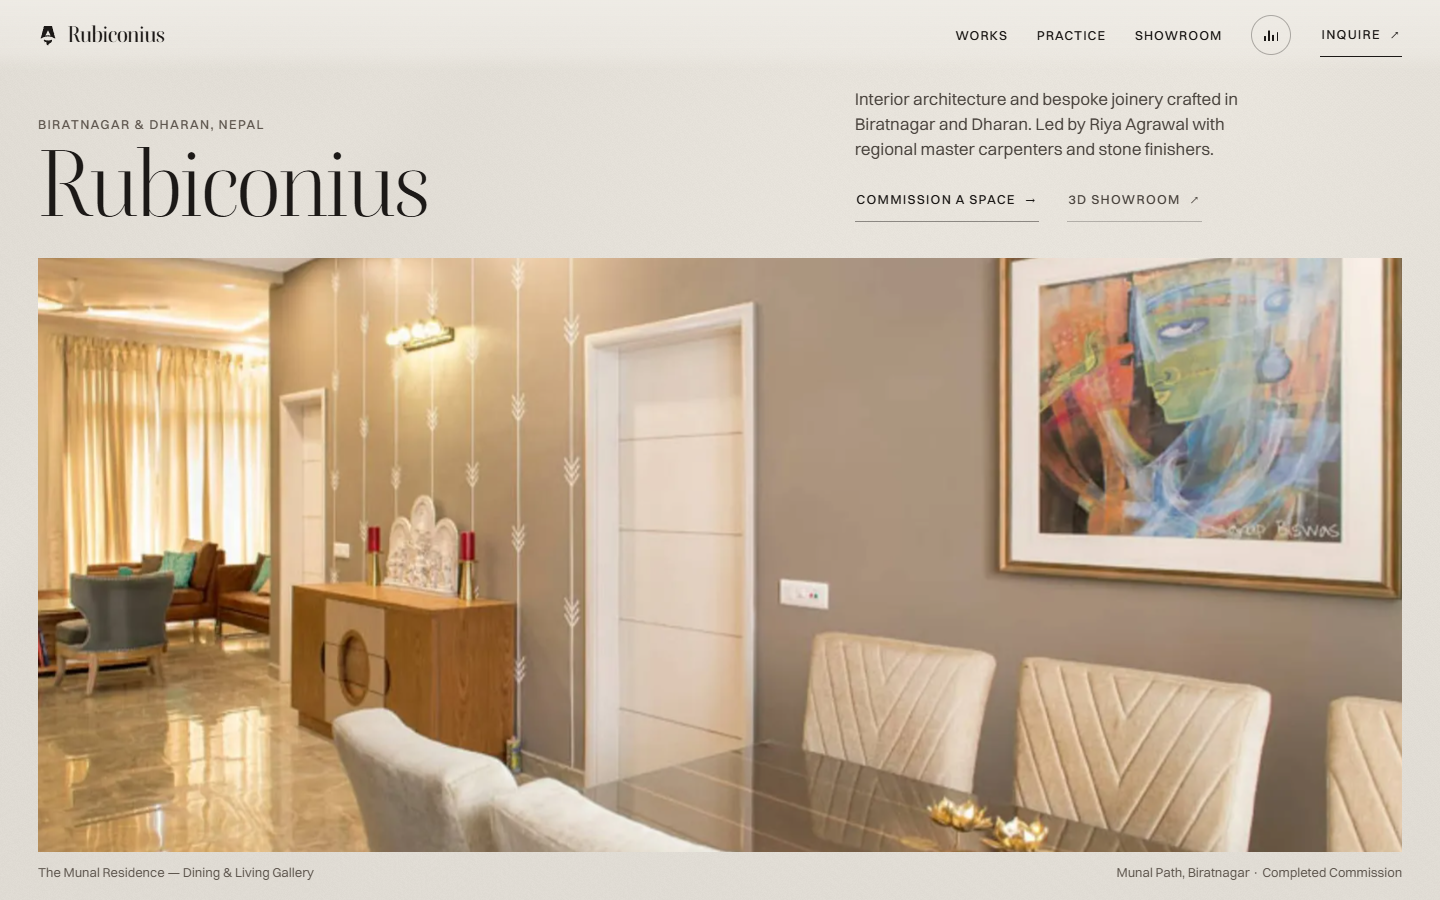 Rubiconius
WORKS
PRACTICE
SHOWROOM
INQUIRE ↗
BIRATNAGAR & DHARAN, NEPAL
Rubiconius
Interior architecture and bespoke joinery crafted in
Biratnagar and Dharan. Led by Riya Agrawal with
regional master carpenters and stone finishers.
COMMISSION A SPACE →
3D SHOWROOM ↗
Biswas
The Munal Residence — Dining & Living Gallery
Munal Path, Biratnagar · Completed Commission